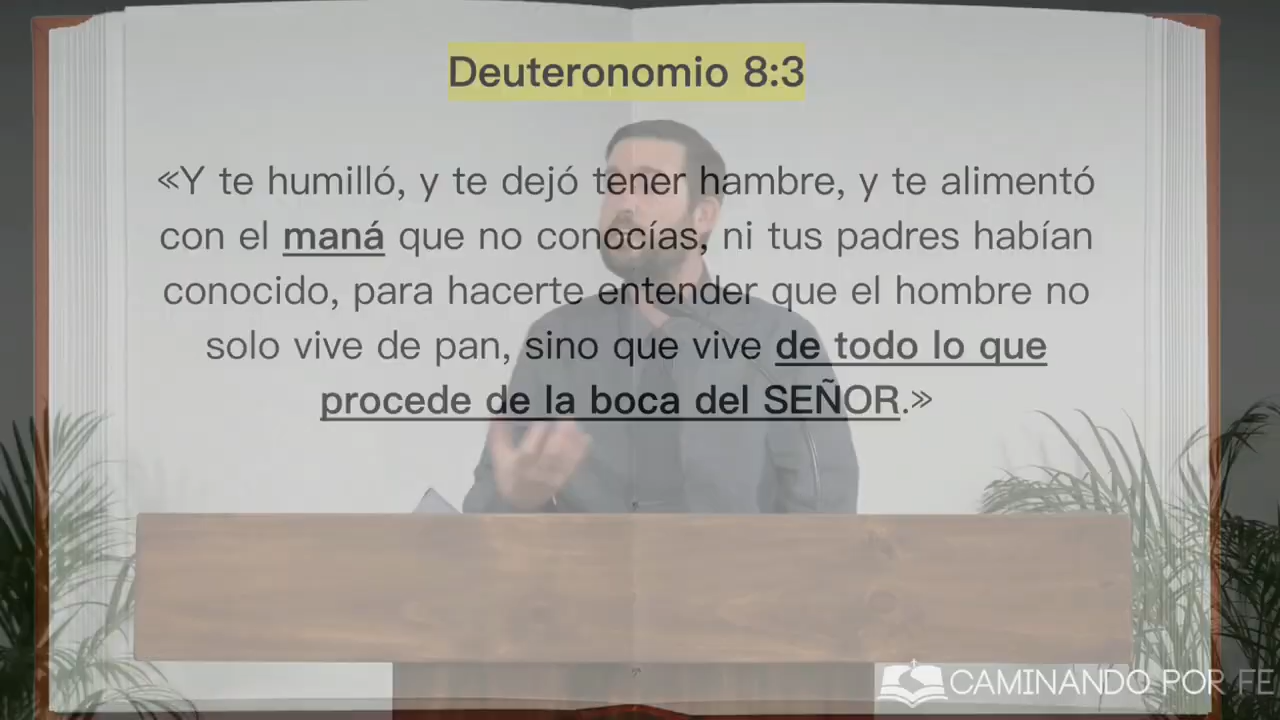 Deuteronomio 8:3
«Y te humilló, y te dejó tener hambre, y te alimentó
con el maná que no conocías, ni tus padres habían
conocido, para hacerte entender que el hombre no
solo vive de pan, sino que vive de todo lo que
procede de la boca del SEÑOR.»
CAMINANDO POR FE